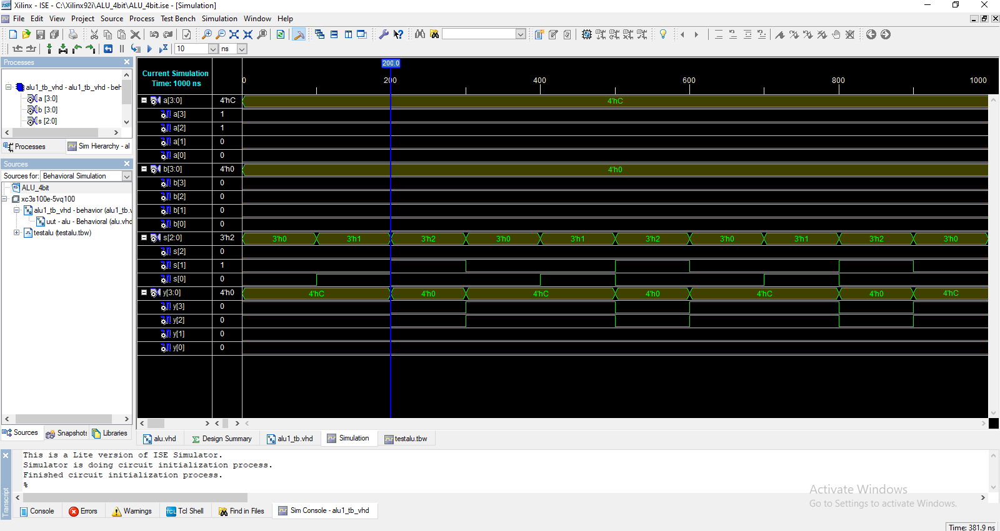 Xilinx - ISE - C:\Xilinx92i\ALU_4bit\ALU_4bit.ise - [Simulation]
File Edit View Project Source Process Test Bench Simulation Window Help
10 ns
Processes
alu1_tb_vhd - alu1_tb_vhd - beh
a [3:0]
b [3:0]
s [2:0]
Processes Sim Hierarchy - al
Sources
Sources for: Behavioral Simulation
ALU_4bit
xc3s100e-5vq100
alu1_tb_vhd - behavior (alu1_tb.v
uut - alu - Behavioral (alu.vhd
testalu (testalu.tbw)
Sources Snapshots Libraries
200.0
Current Simulation
Time: 1000 ns
0 200 400 600 800 1000
a[3:0] 4'hC 4'hC
a[3] 1
a[2] 1
a[1] 0
a[0] 0
b[3:0] 4'h0 4'h0
b[3] 0
b[2] 0
b[1] 0
b[0] 0
s[2:0] 3'h2 3'h0 3'h1 3'h2 3'h0 3'h1 3'h2 3'h0 3'h1 3'h2 3'h0
s[2] 0
s[1] 1
s[0] 0
y[3:0] 4'h0 4'hC 4'h0 4'hC 4'h0 4'hC 4'h0 4'hC
y[3] 0
y[2] 0
y[1] 0
y[0] 0
alu.vhd Design Summary alu1_tb.vhd Simulation testalu.tbw
This is a Lite version of ISE Simulator.
Simulator is doing circuit initialization process.
Finished circuit initialization process.
%
Transcript
Activate Windows
Go to Settings to activate Windows.
Console Errors Warnings TCL Tcl Shell Find in Files Sim Console - alu1_tb_vhd
Time: 381.9 ns